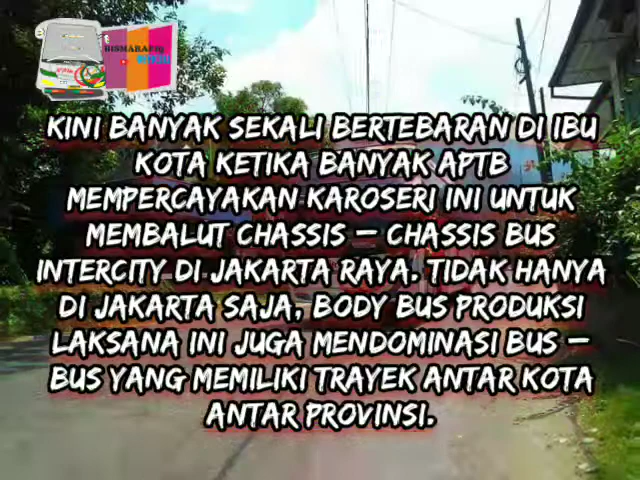 BISMARAFIQ
KINI BANYAK SEKALI BERTEBARAN DI IBU
KOTA KETIKA BANYAK APTB
MEMPERCAYAKAN KAROSERI INI UNTUK
MEMBALUT CHASSIS – CHASSIS BUS
INTERCITY DI JAKARTA RAYA. TIDAK HANYA
DI JAKARTA SAJA, BODY BUS PRODUKSI
LAKSANA INI JUGA MENDOMINASI BUS –
BUS YANG MEMILIKI TRAYEK ANTAR KOTA
ANTAR PROVINSI.